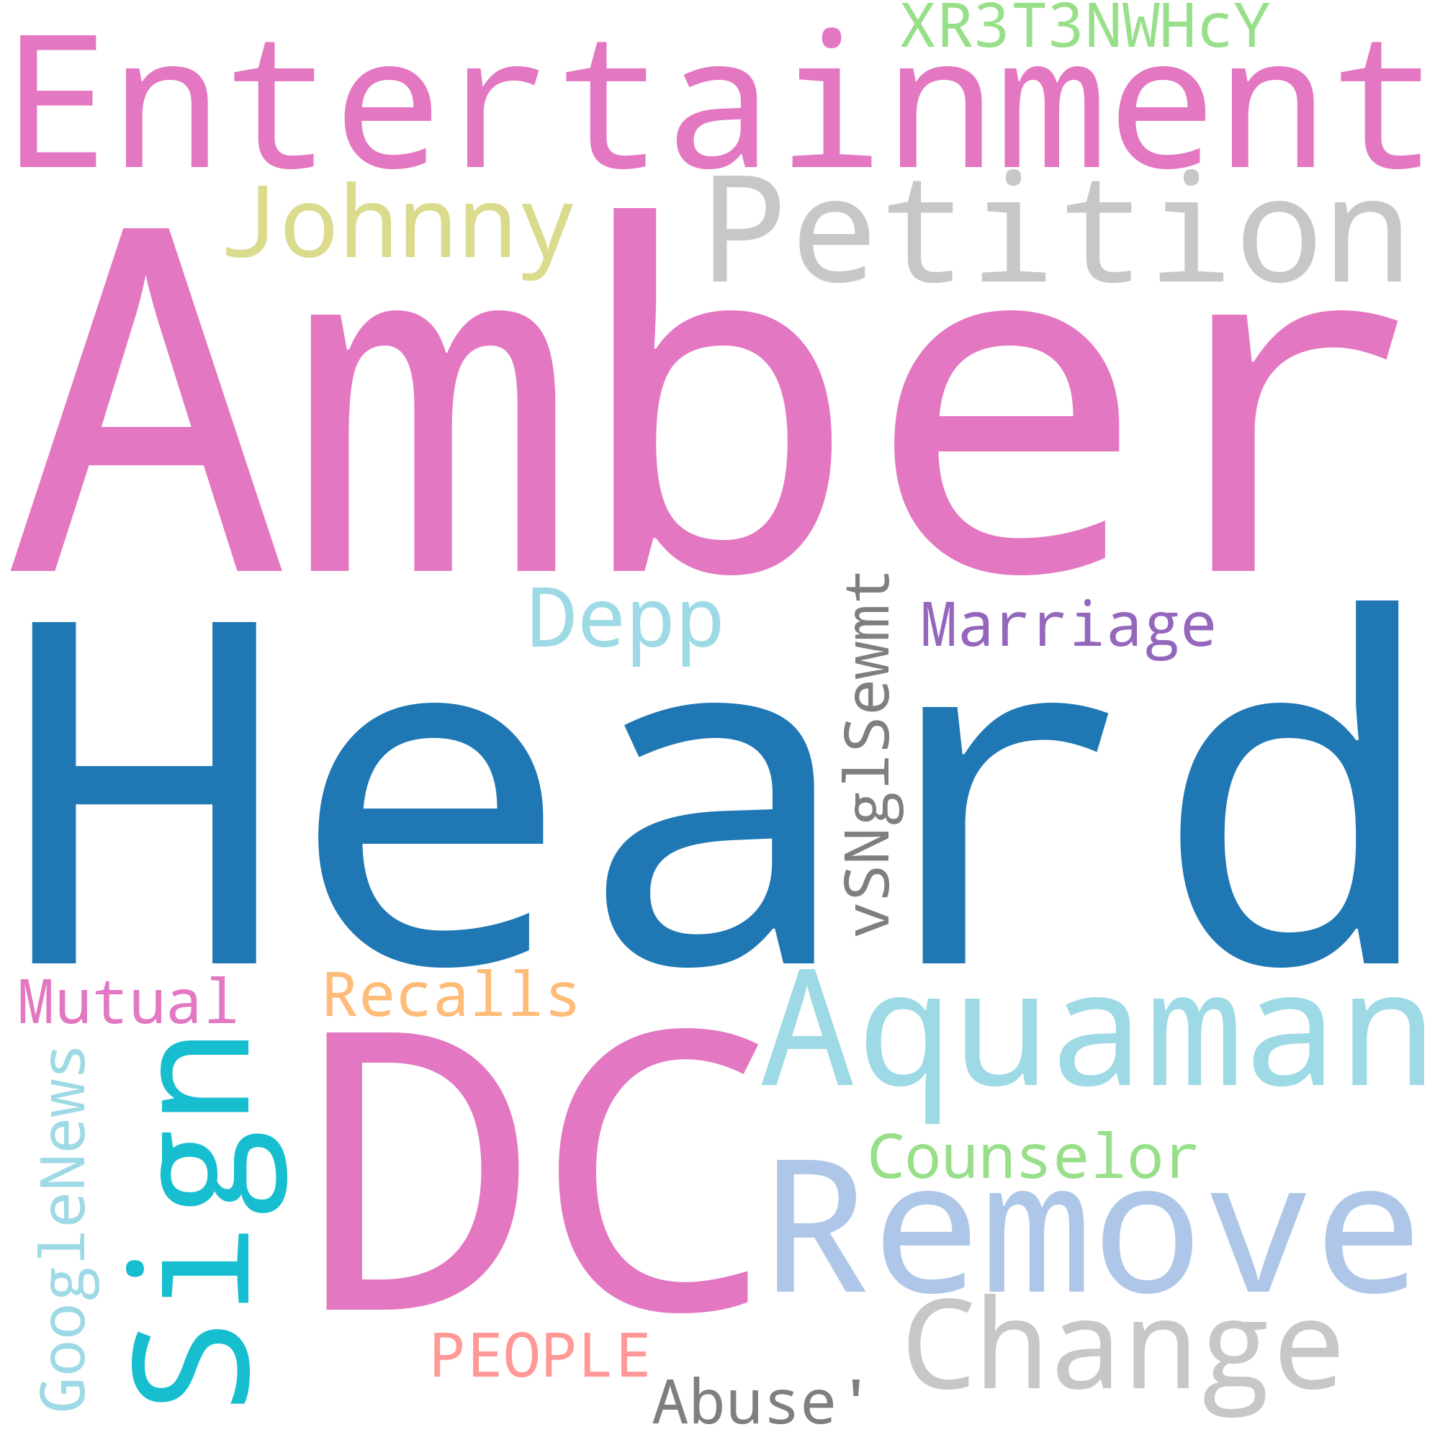 XR3T3NWHcY
Entertainment
Johnny
Petition
Amber
Depp
Marriage
vSNglSewmt
Heard
Mutual
Recalls
Aquaman
GoogleNews
Sign
DC
Counselor
Remove
Change
PEOPLE
Abuse'